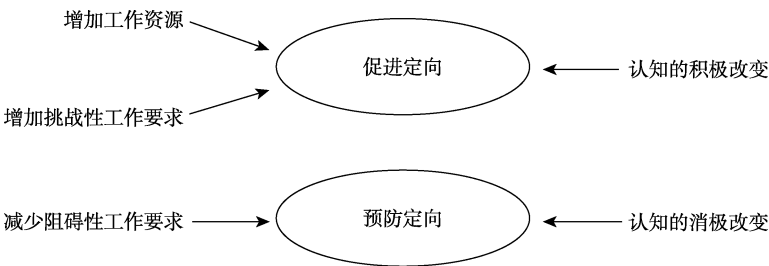 增加工作资源
促进定向
认知的积极改变
增加挑战性工作要求
减少阻碍性工作要求
预防定向
认知的消极改变